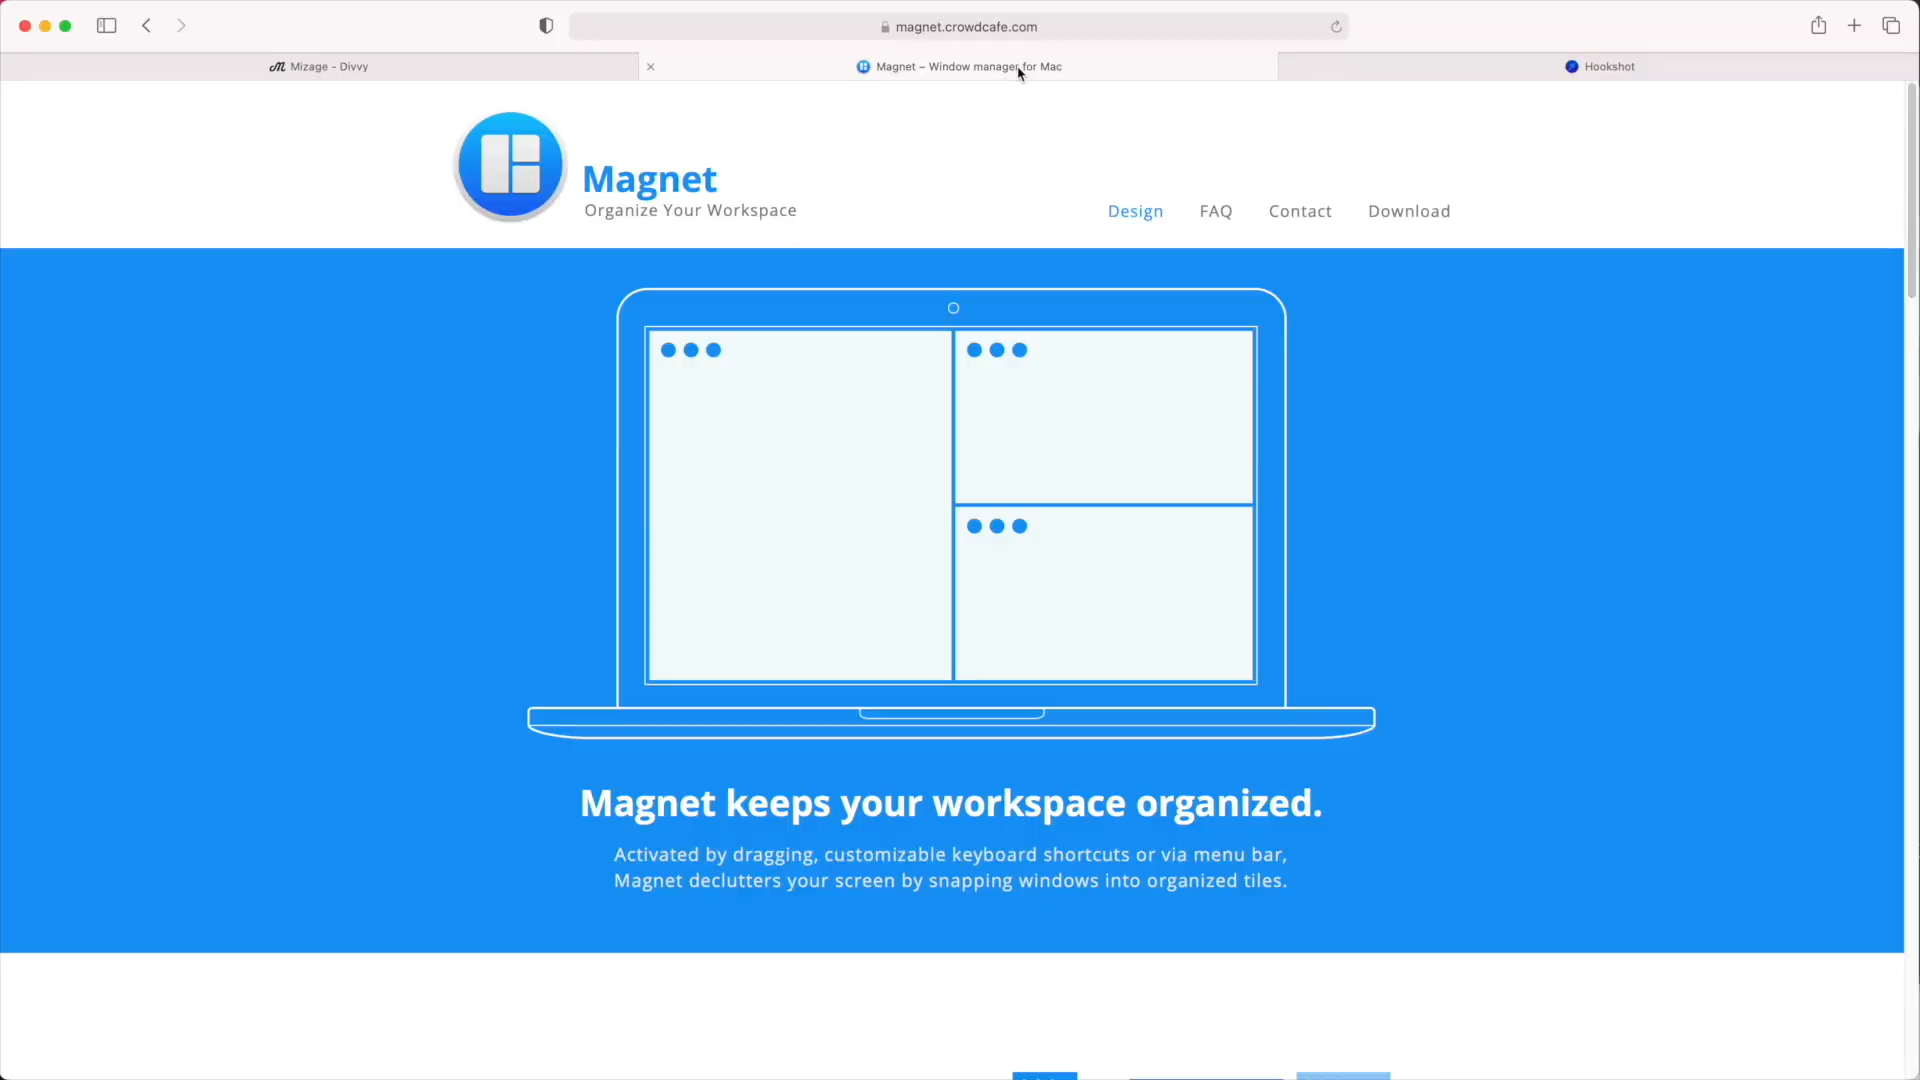 magnet.crowdcafe.com
Mizage - Divvy
Magnet – Window manager for Mac
Hookshot
Magnet
Organize Your Workspace
Design
FAQ
Contact
Download
Magnet keeps your workspace organized.
Activated by dragging, customizable keyboard shortcuts or via menu bar,
Magnet declutters your screen by snapping windows into organized tiles.